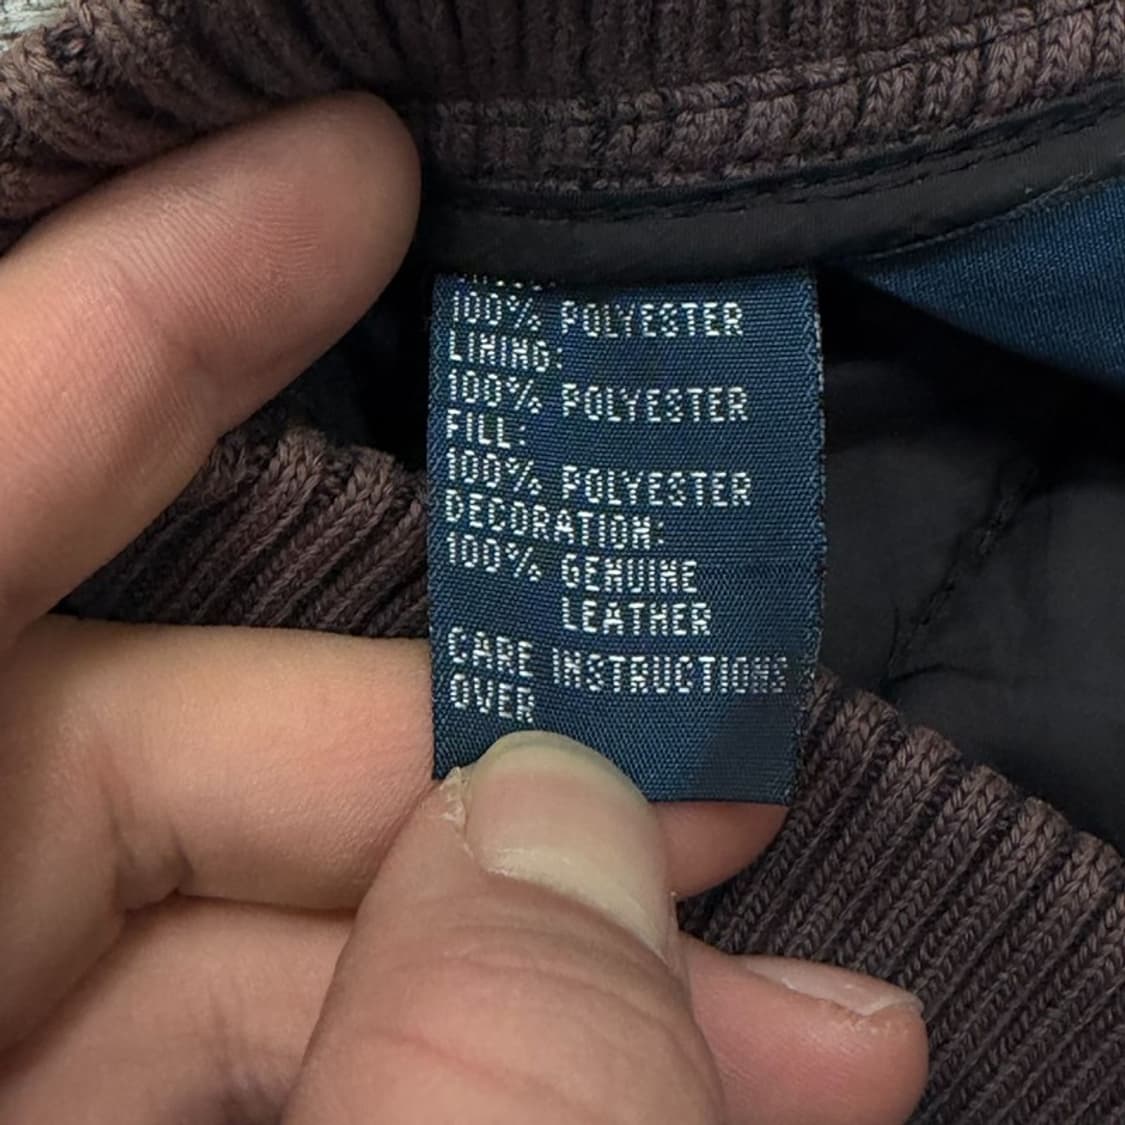 100% POLYESTER
LINING:
100% POLYESTER
FILL:
100% POLYESTER
DECORATION:
100% GENUINE
LEATHER
CARE INSTRUCTIONS
OVER